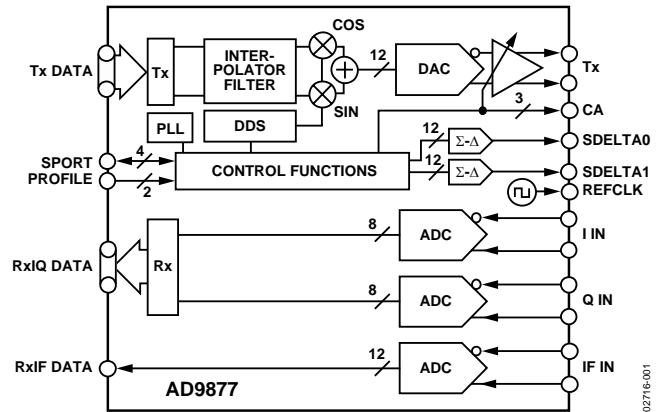 COS
Tx DATA
Tx
INTER-
POLATOR
FILTER
12
DAC
Tx
SIN
3
CA
PLL
DDS
12
Σ-Δ
SDELTA0
SPORT
4
CONTROL FUNCTIONS
12
Σ-Δ
SDELTA1
PROFILE
2
REFCLK
8
ADC
I IN
RxIQ DATA
Rx
8
ADC
Q IN
12
ADC
IF IN
RxIF DATA
AD9877
02716-001